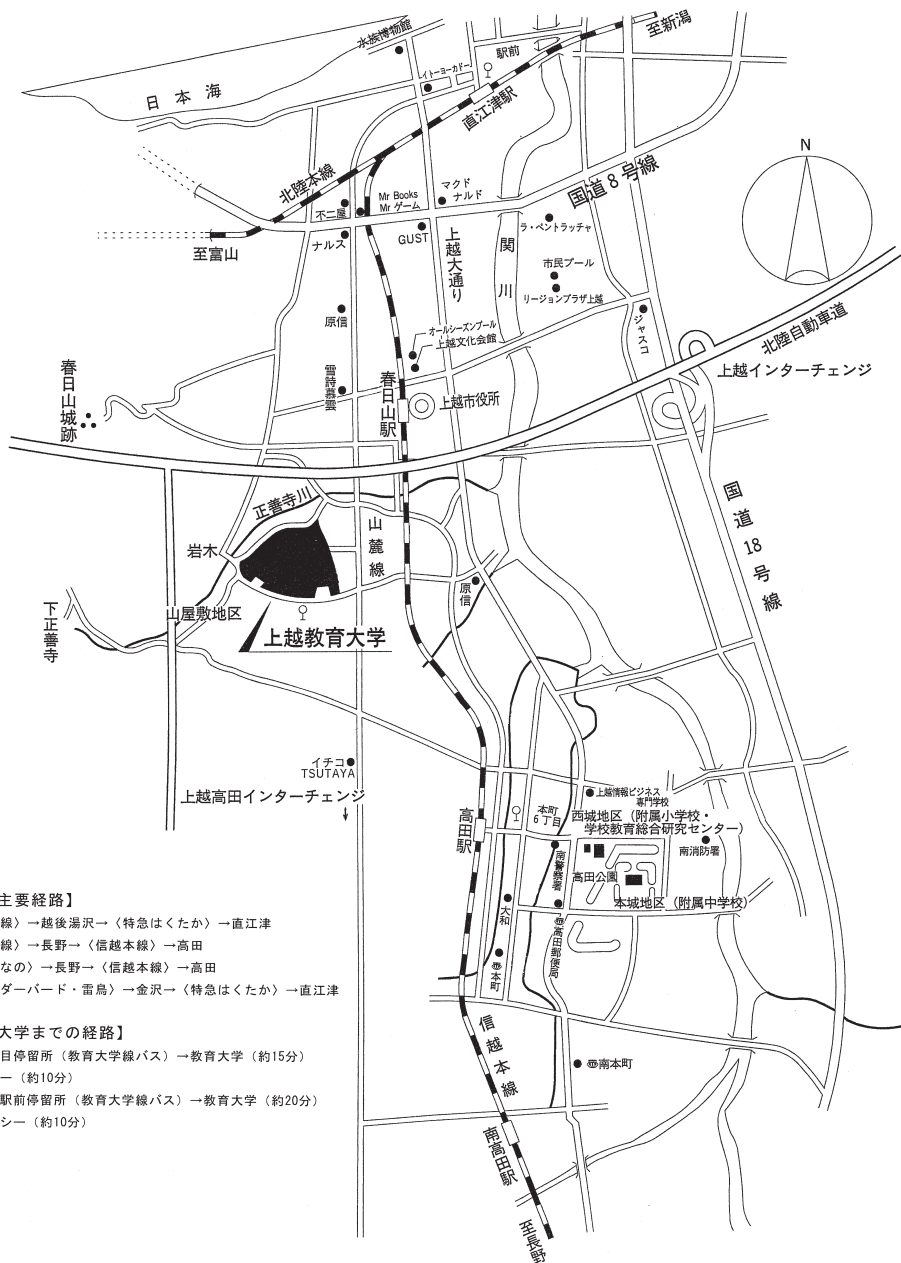 水族博物館
至新潟
駅前
イトーヨーカドー
日本海
直江津駅
N
北陸本線
マクド
ナルド
国道8号線
Mr Books
Mr ゲーム
不二屋
ラ・ペントラッチャ
至富山
ナルス
GUST
上越大通り
関川
市民プール
リージョンプラザ上越
原信
ジャスコ
北陸自動車道
オールシーズンプール
上越文化会館
上越インターチェンジ
春日山城跡
雪詩慕雲
春日山駅
上越市役所
国道18号線
正善寺川
山麓線
岩木
原信
下正善寺
山屋敷地区
上越教育大学
イチコ
TSUTAYA
上越高田インターチェンジ
↓
上越情報ビジネス
専門学校
本町
6丁目
西城地区（附属小学校・
学校教育総合研究センター）
高田駅
南消防署
南警察署
高田公園
本城地区（附属中学校）
大和
〠高田郵便局
〠本町
主要経路】
線〉→越後湯沢→〈特急はくたか〉→直江津
線〉→長野→〈信越本線〉→高田
なの〉→長野→〈信越本線〉→高田
ダーバード・雷鳥〉→金沢→〈特急はくたか〉→直江津
大学までの経路】
目停留所（教育大学線バス）→教育大学（約15分）
ー（約10分）
駅前停留所（教育大学線バス）→教育大学（約20分）
シー（約10分）
信越本線
〠南本町
南高田駅
至長野